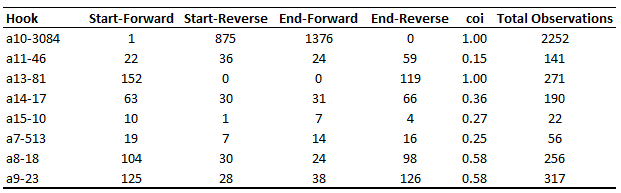 Hook Start-Forward Start-Reverse End-Forward End-Reverse coi Total Observations
a10-3084 1 875 1376 0 1.00 2252
a11-46 22 36 24 59 0.15 141
a13-81 152 0 0 119 1.00 271
a14-17 63 30 31 66 0.36 190
a15-10 10 1 7 4 0.27 22
a7-513 19 7 14 16 0.25 56
a8-18 104 30 24 98 0.58 256
a9-23 125 28 38 126 0.58 317